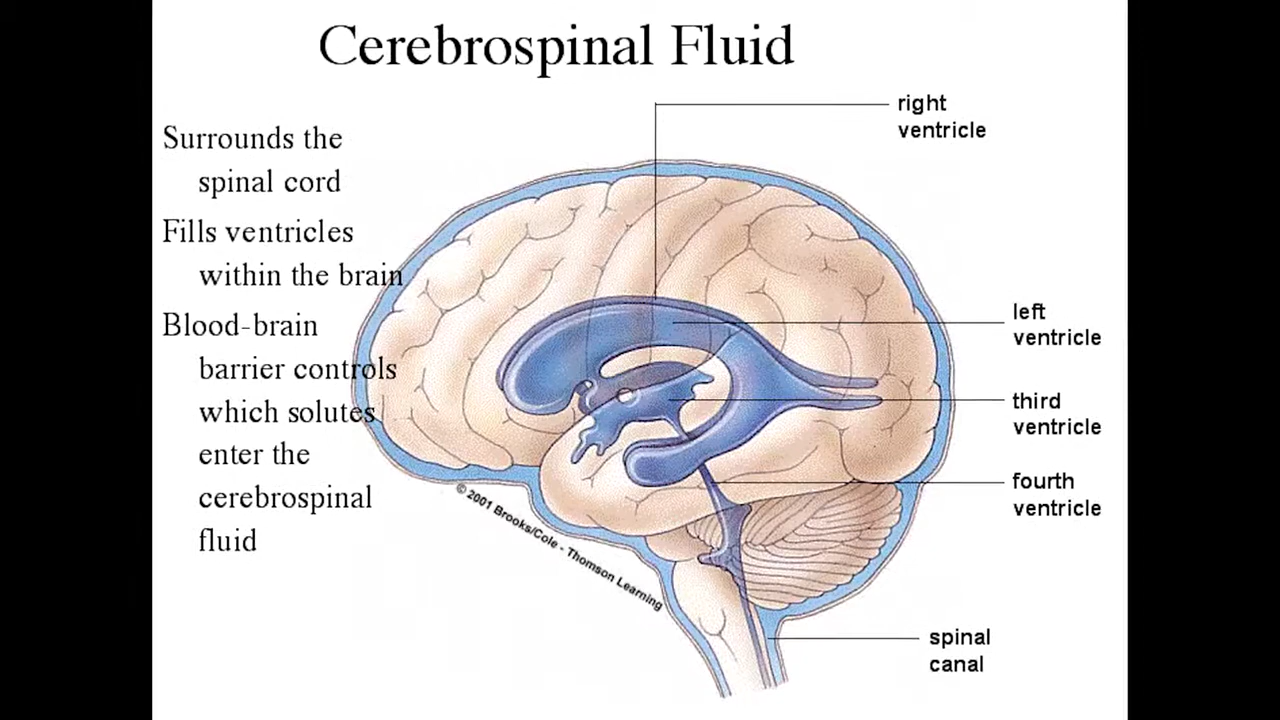 Cerebrospinal Fluid
Surrounds the
spinal cord
Fills ventricles
within the brain
Blood-brain
barrier controls
which solutes
enter the
cerebrospinal
fluid
right
ventricle
left
ventricle
third
ventricle
fourth
ventricle
spinal
canal
© 2001 Brooks/Cole - Thomson Learning